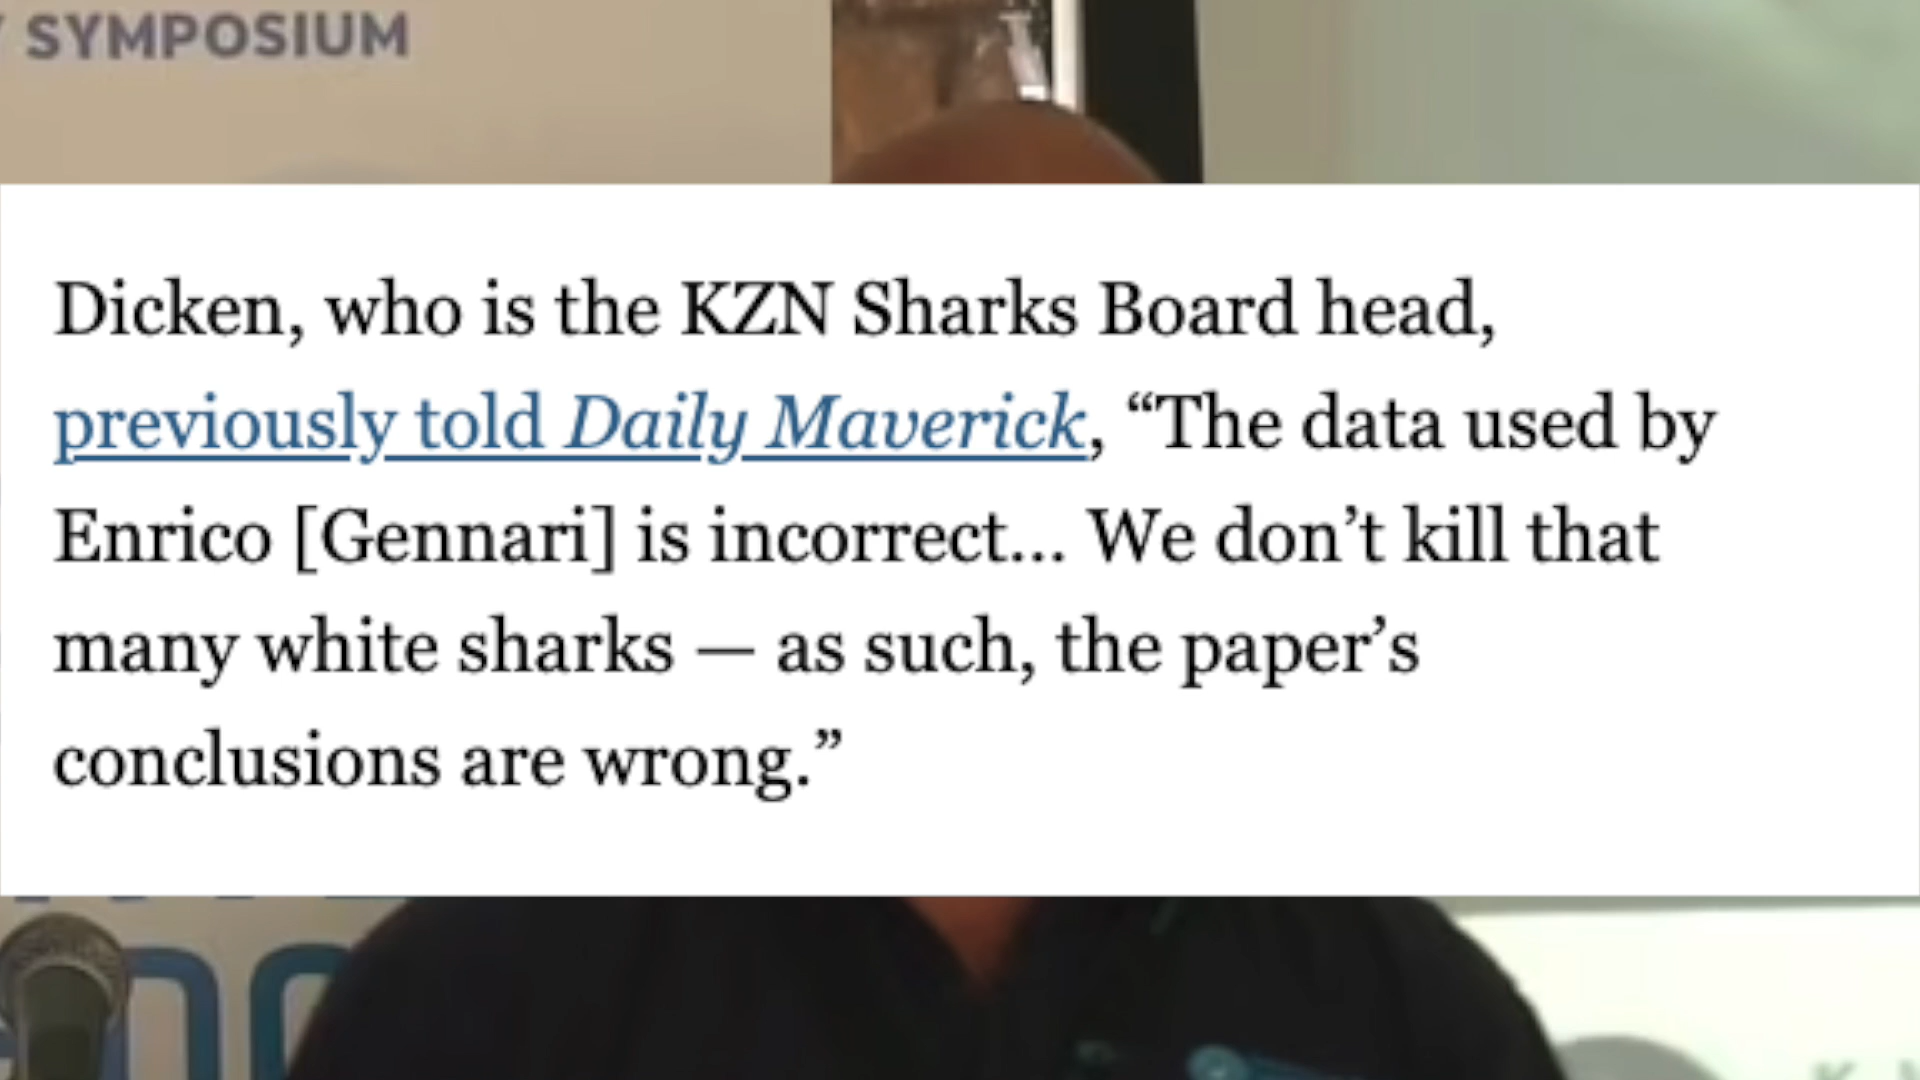 SYMPOSIUM
Dicken, who is the KZN Sharks Board head,
previously told Daily Maverick, “The data used by
Enrico [Gennari] is incorrect... We don’t kill that
many white sharks — as such, the paper’s
conclusions are wrong.”